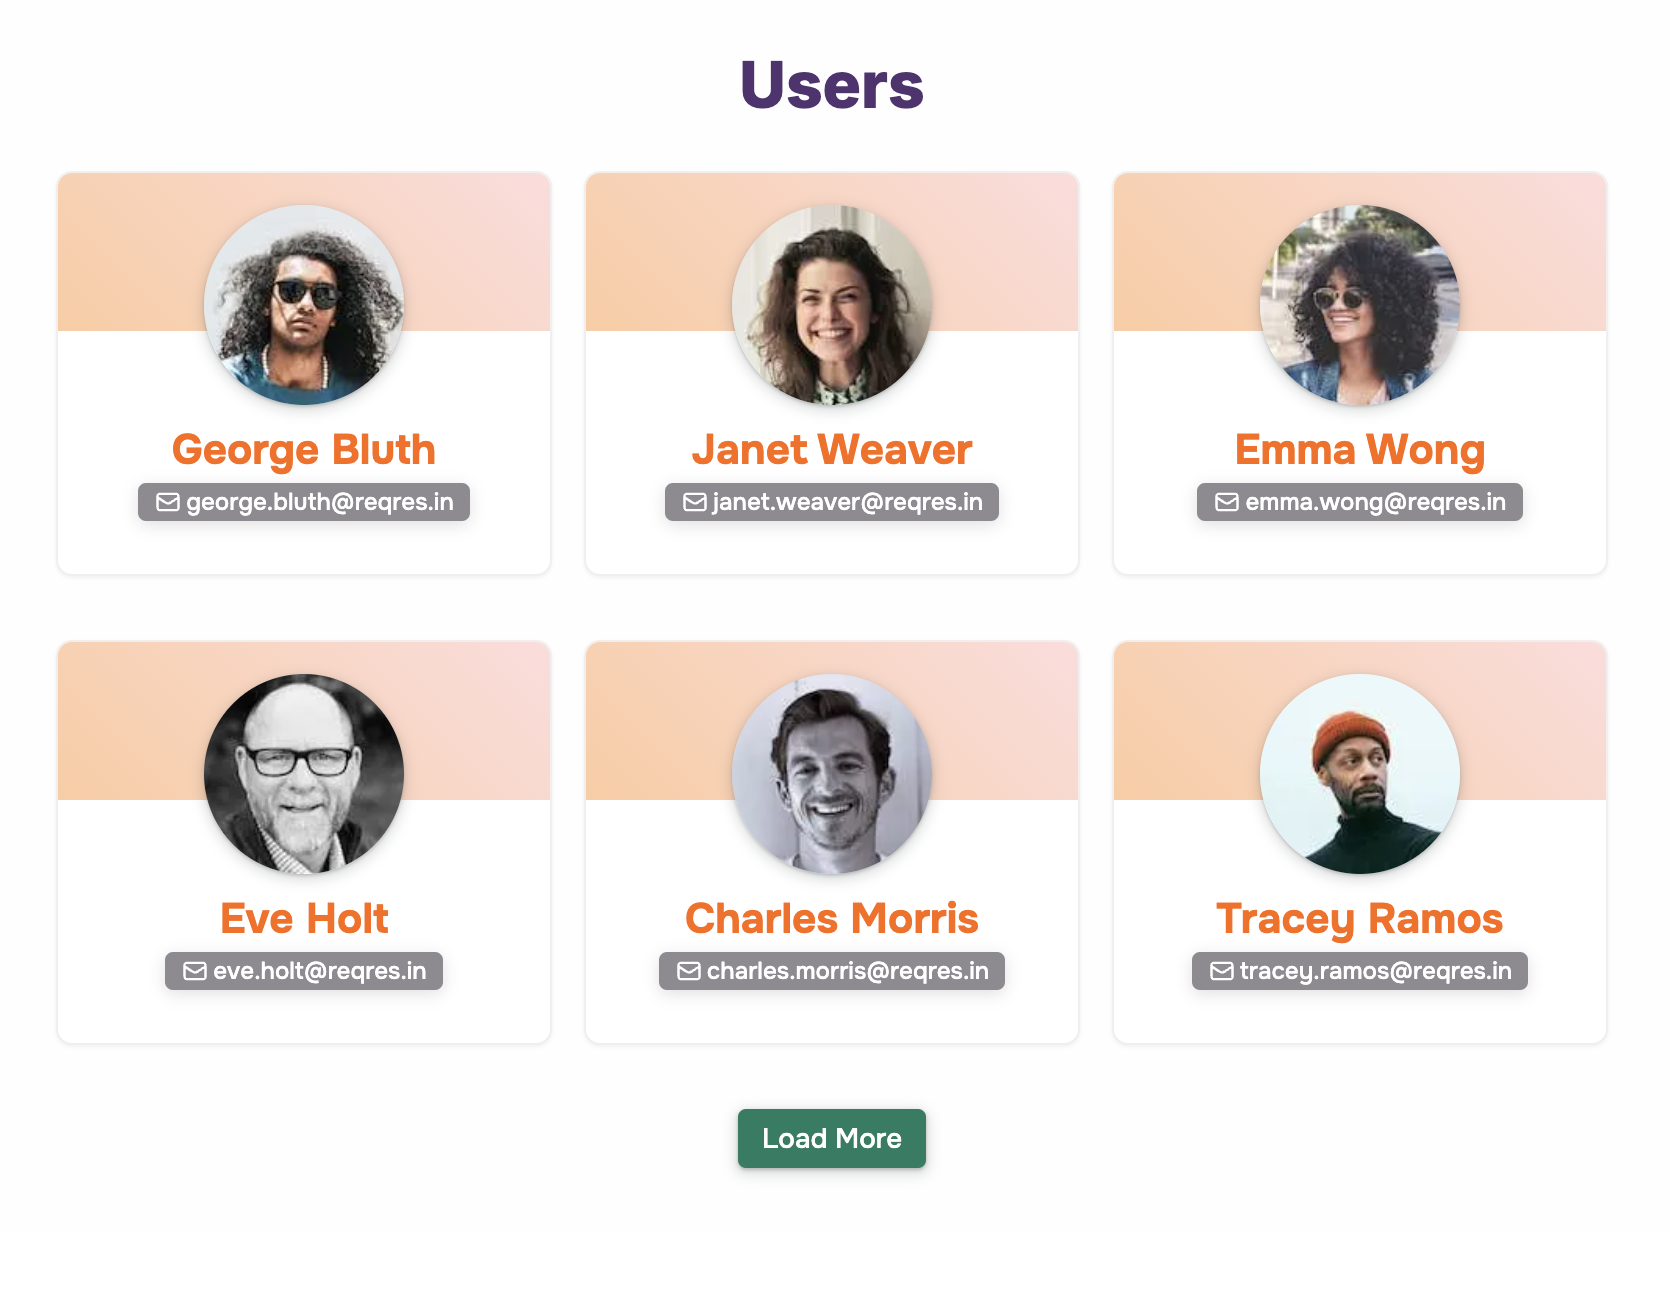 Users
George Bluth
george.bluth@reqres.in
Janet Weaver
janet.weaver@reqres.in
Emma Wong
emma.wong@reqres.in
Eve Holt
eve.holt@reqres.in
Charles Morris
charles.morris@reqres.in
Tracey Ramos
tracey.ramos@reqres.in
Load More